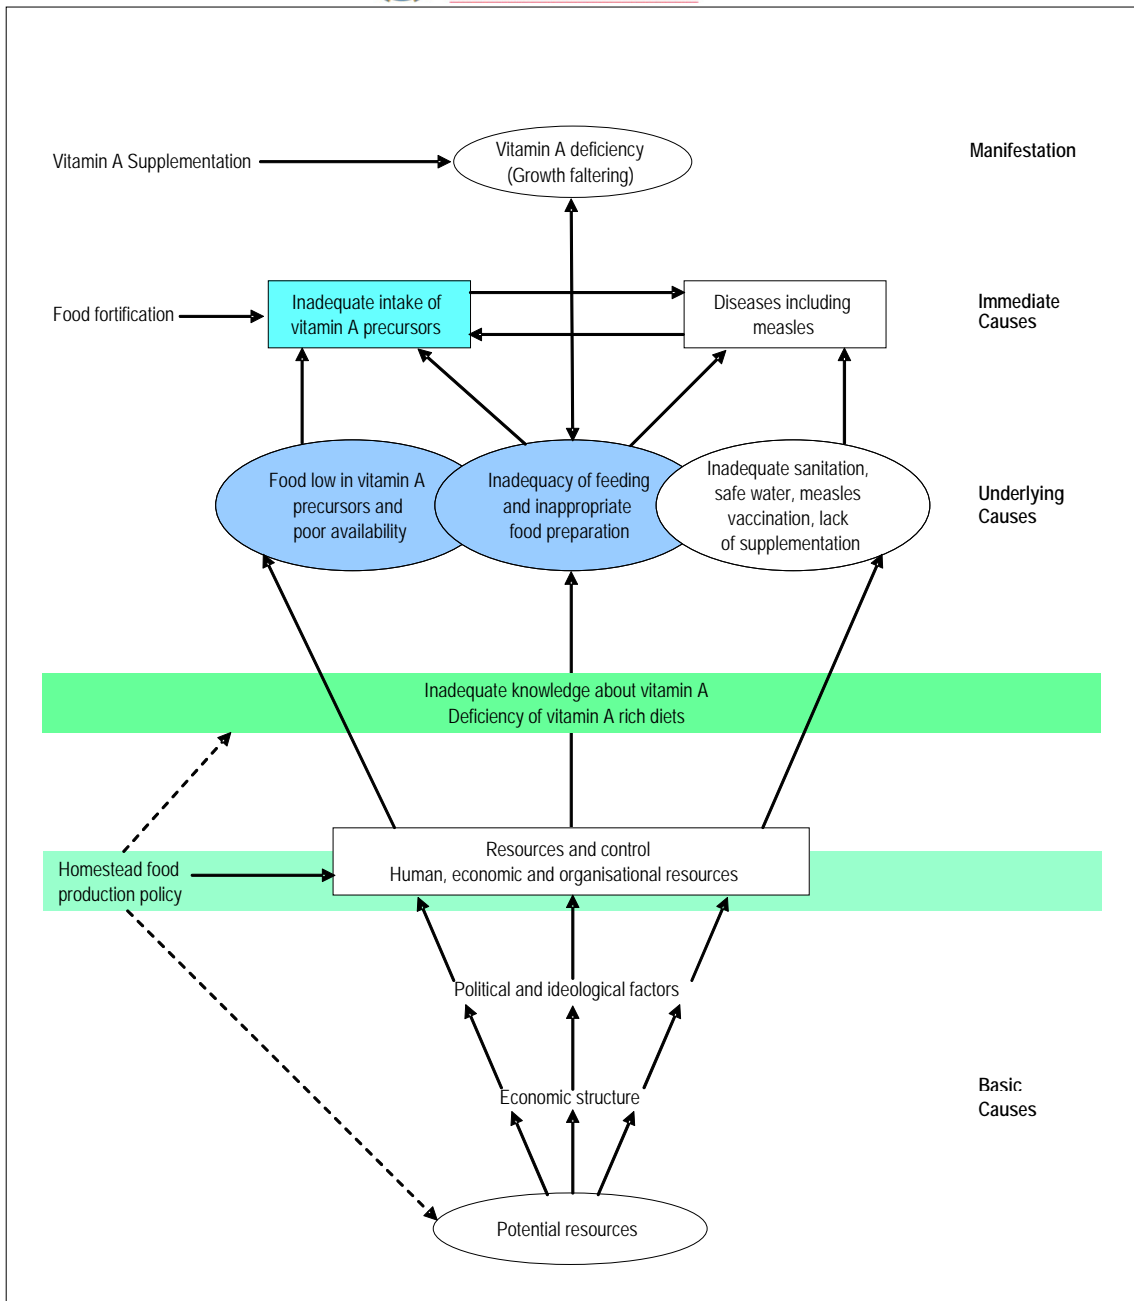 Vitamin A Supplementation
Vitamin A deficiency
(Growth faltering)
Manifestation
Food fortification
Inadequate intake of
vitamin A precursors
Diseases including
measles
Immediate
Causes
Food low in vitamin A
precursors and
poor availability
Inadequacy of feeding
and inappropriate
food preparation
Inadequate sanitation,
safe water, measles
vaccination, lack
of supplementation
Underlying
Causes
Inadequate knowledge about vitamin A
Deficiency of vitamin A rich diets
Homestead food
production policy
Resources and control
Human, economic and organisational resources
Political and ideological factors
Economic structure
Basic
Causes
Potential resources